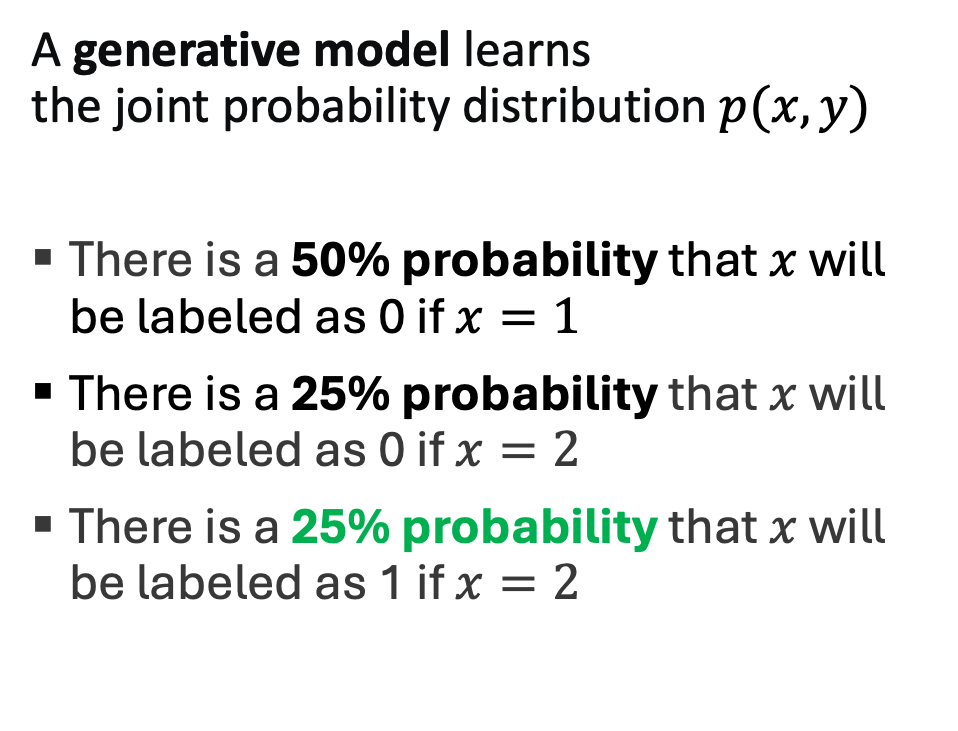 A generative model learns
the joint probability distribution 𝑝(𝑥, 𝑦)
▪ There is a 50% probability that 𝑥 will
be labeled as 0 if 𝑥 = 1
▪ There is a 25% probability that 𝑥 will
be labeled as 0 if 𝑥 = 2
▪ There is a 25% probability that 𝑥 will
be labeled as 1 if 𝑥 = 2